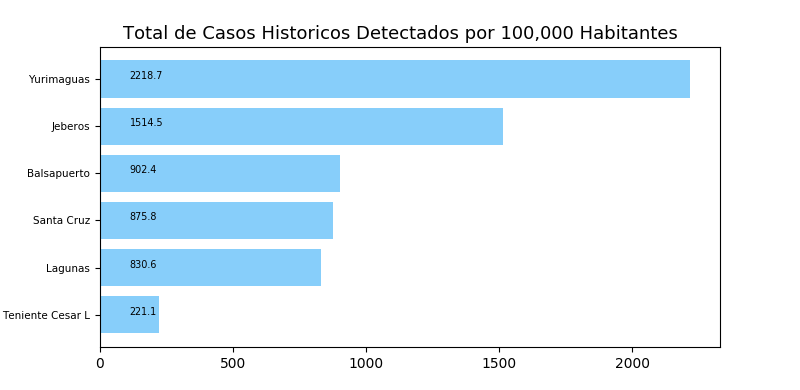 Total de Casos Historicos Detectados por 100,000 Habitantes
Yurimaguas 2218.7
Jeberos 1514.5
Balsapuerto 902.4
Santa Cruz 875.8
Lagunas 830.6
Teniente Cesar L 221.1
0 500 1000 1500 2000